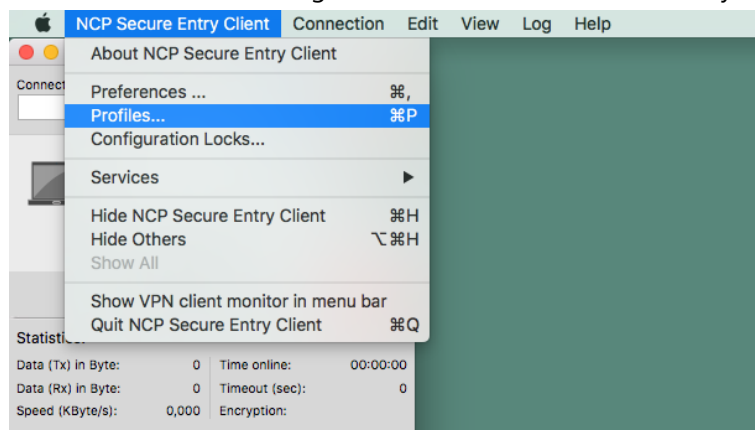 NCP Secure Entry Client Connection Edit View Log Help
About NCP Secure Entry Client
Preferences ... ⌘,
Profiles... ⌘P
Configuration Locks...
Services ▶
Hide NCP Secure Entry Client ⌘H
Hide Others ⌥⌘H
Show All
Show VPN client monitor in menu bar
Quit NCP Secure Entry Client ⌘Q
Data (Tx) in Byte: 0 Time online: 00:00:00
Data (Rx) in Byte: 0 Timeout (sec): 0
Speed (KByte/s): 0,000 Encryption: